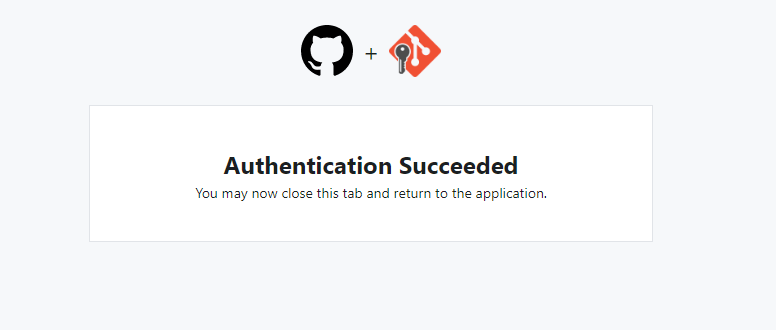 +
Authentication Succeeded
You may now close this tab and return to the application.